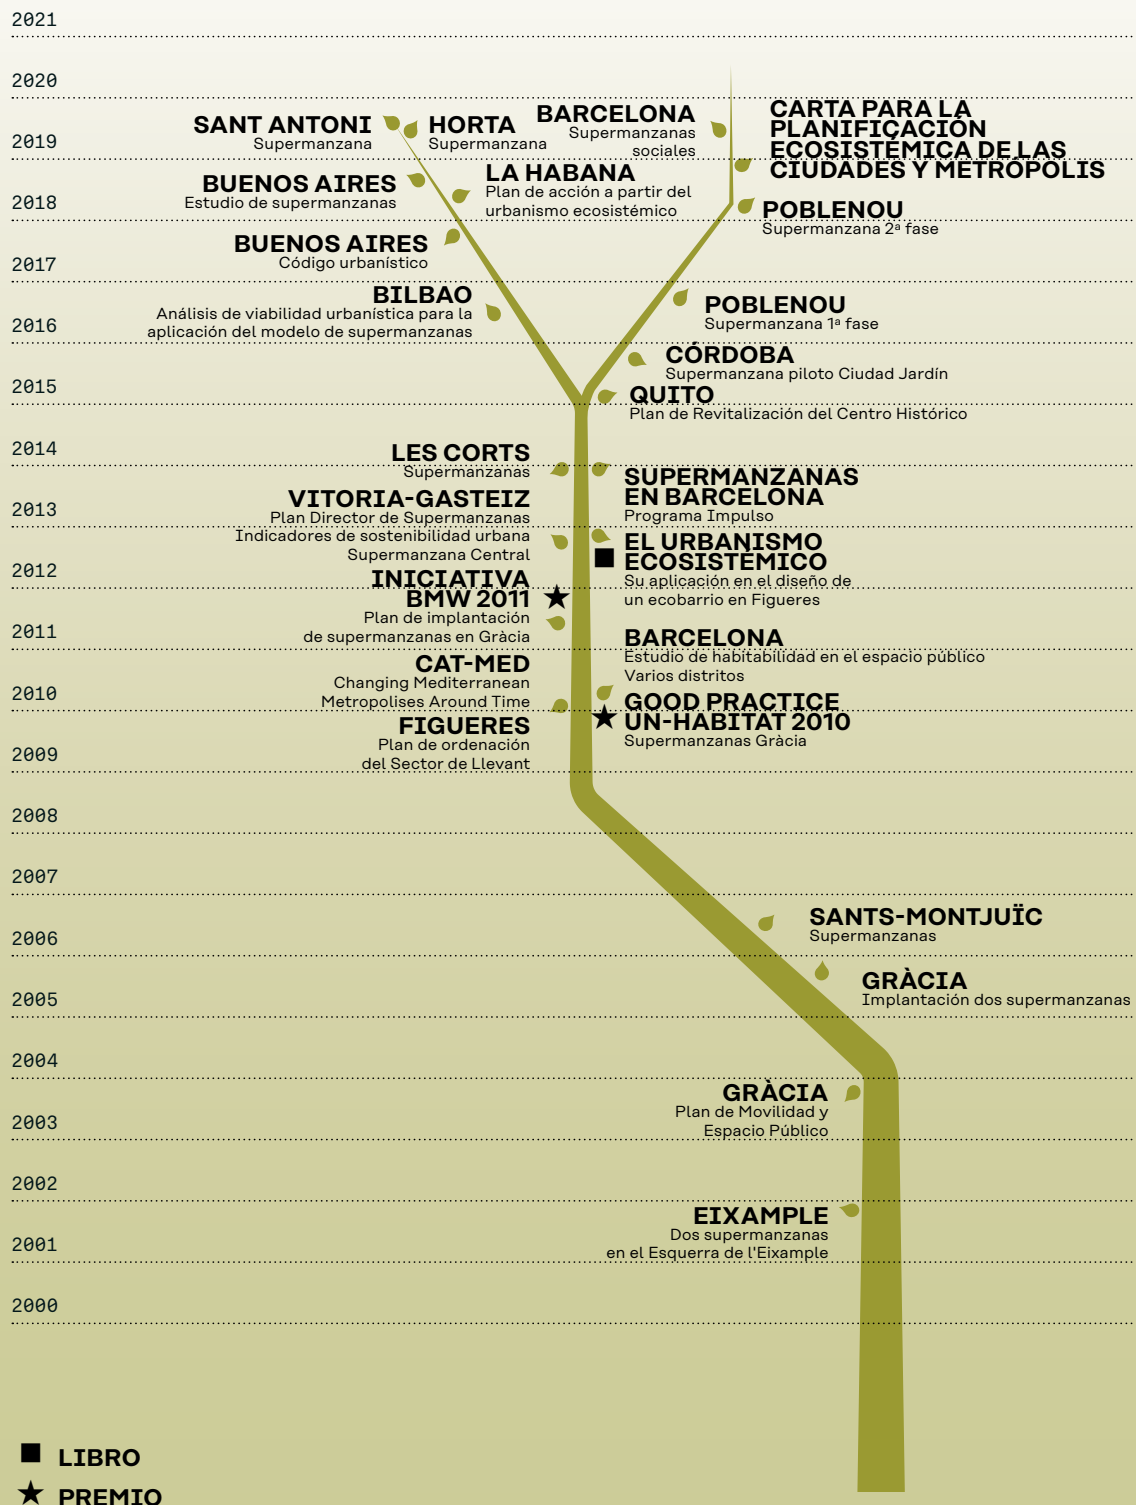 2021
2020
SANT ANTONI
Supermanzana
HORTA
Supermanzana
BARCELONA
Supermanzanas
sociales
CARTA PARA LA
PLANIFICACIÓN
ECOSISTÉMICA DE LAS
CIUDADES Y METRÓPOLIS
2019
BUENOS AIRES
Estudio de supermanzanas
LA HABANA
Plan de acción a partir del
urbanismo ecosistémico
2018
POBLENOU
Supermanzana 2ª fase
BUENOS AIRES
Código urbanístico
2017
BILBAO
Análisis de viabilidad urbanística para la
aplicación del modelo de supermanzanas
POBLENOU
Supermanzana 1ª fase
2016
CÓRDOBA
Supermanzana piloto Ciudad Jardín
2015
QUITO
Plan de Revitalización del Centro Histórico
2014
LES CORTS
Supermanzanas
SUPERMANZANAS
EN BARCELONA
Programa Impulso
2013
VITORIA-GASTEIZ
Plan Director de Supermanzanas
Indicadores de sostenibilidad urbana
Supermanzana Central
EL URBANISMO
ECOSISTÉMICO
Su aplicación en el diseño de
un ecobarrio en Figueres
2012
INICIATIVA
BMW 2011
Plan de implantación
de supermanzanas en Gràcia
2011
BARCELONA
Estudio de habitabilidad en el espacio público
Varios distritos
CAT-MED
Changing Mediterranean
Metropolises Around Time
2010
GOOD PRACTICE
UN-HABITAT 2010
Supermanzanas Gràcia
FIGUERES
Plan de ordenación
del Sector de Llevant
2009
2008
2007
SANTS-MONTJUÏC
Supermanzanas
2006
GRÀCIA
Implantación dos supermanzanas
2005
2004
GRÀCIA
Plan de Movilidad y
Espacio Público
2003
2002
EIXAMPLE
Dos supermanzanas
en el Esquerra de l'Eixample
2001
2000
LIBRO
PREMIO